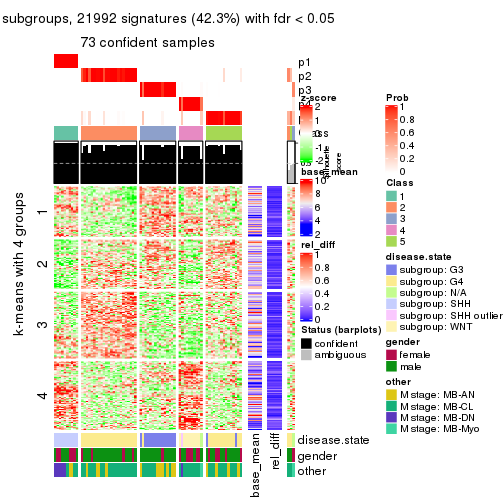 subgroups, 21992 signatures (42.3%) with fdr < 0.05
73 confident samples
p1
p2
p3
p4
z-score
2
1
0
-1
-2
base_mean
10
8
6
4
2
rel_diff
1
0.8
0.6
0.4
0.2
0
Status (barplots)
confident
ambiguous
Silhouette
score
k-means with 4 groups
1
2
3
4
disease.state
gender
other
base_mean
rel_diff
Prob
1
0.8
0.6
0.4
0.2
0
Class
1
2
3
4
5
disease.state
subgroup: G3
subgroup: G4
subgroup: N/A
subgroup: SHH
subgroup: SHH outlier
subgroup: WNT
gender
female
male
other
M stage: MB-AN
M stage: MB-CL
M stage: MB-DN
M stage: MB-Myo